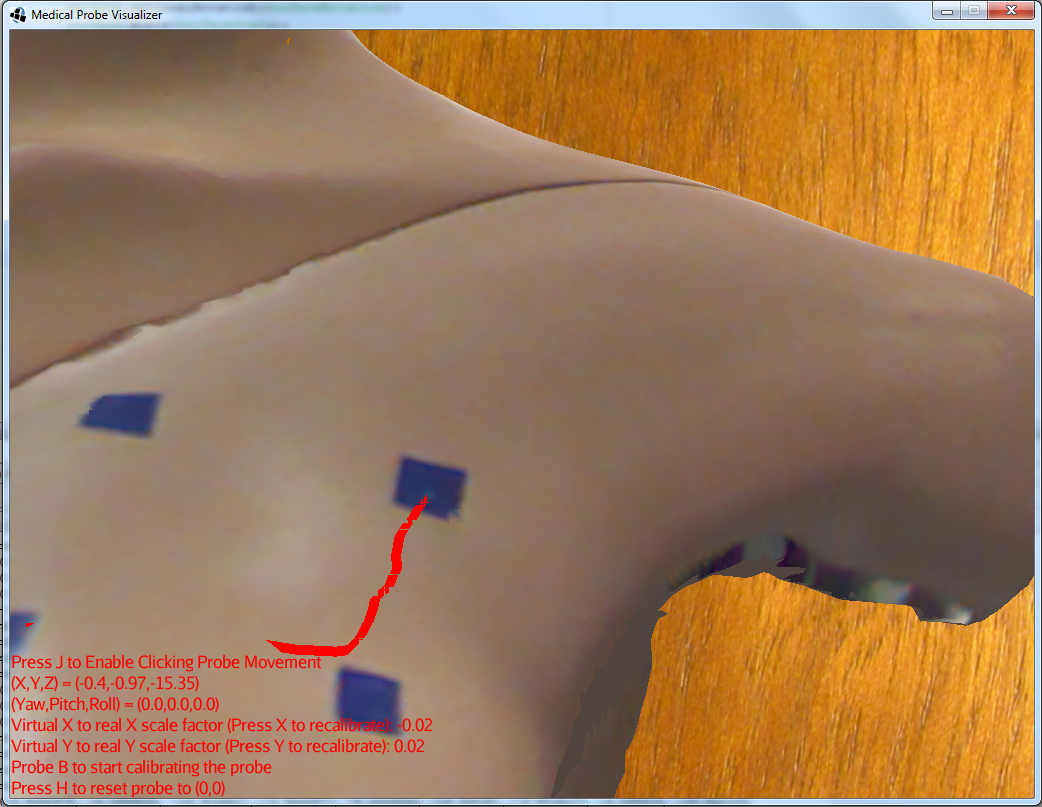 Medical Probe Visualizer
Press J to Enable Clicking Probe Movement
(X,Y,Z) = (-0.4,-0.97,-15.35)
(Yaw,Pitch,Roll) = (0.0,0.0,0.0)
Virtual X to real X scale factor (Press X to recalibrate): -0.02
Virtual Y to real Y scale factor (Press Y to recalibrate): 0.02
Probe B to start calibrating the probe
Press H to reset probe to (0,0)